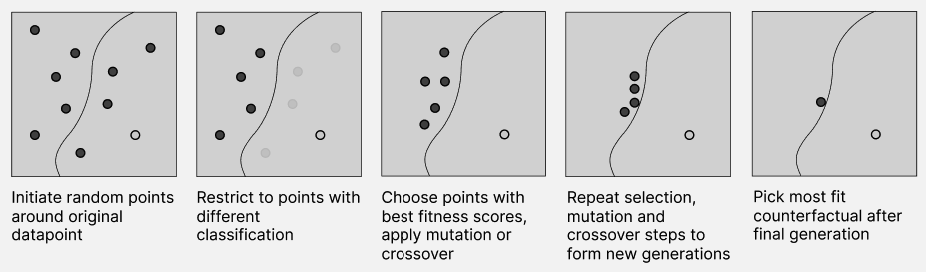 Initiate random points
around original
datapoint
Restrict to points with
different
classification
Choose points with
best fitness scores,
apply mutation or
crossover
Repeat selection,
mutation and
crossover steps to
form new generations
Pick most fit
counterfactual after
final generation